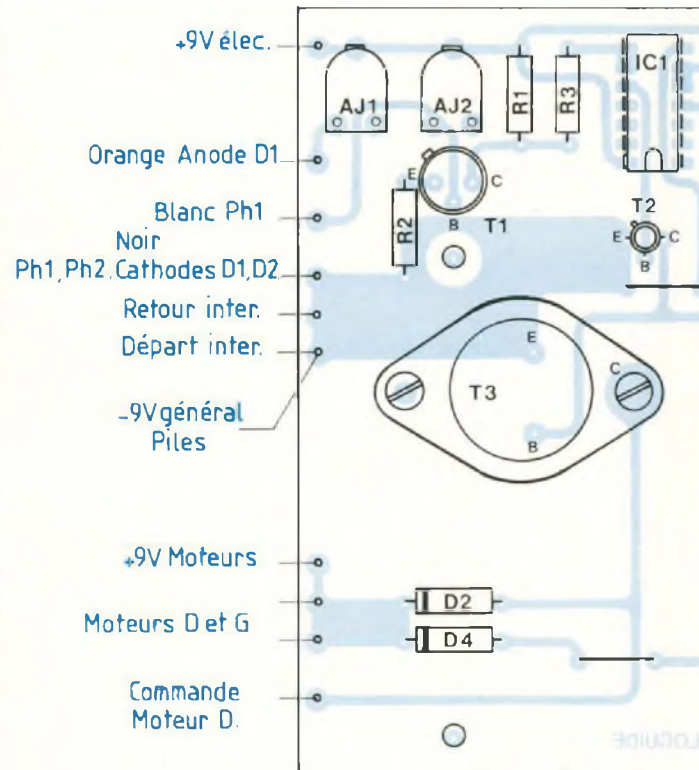 +9V élec.
Orange Anode D1
Blanc Ph1
Noir
Ph1,Ph2.Cathodes D1,D2
Retour inter.
Départ inter.
-9V général
Piles
+9V Moteurs
Moteurs D et G
Commande
Moteur D.
AJ1
AJ2
R1
R3
IC1
E
C
B
T1
R2
T2
E
C
B
E
T3
C
B
D2
D4
LOGUIDE